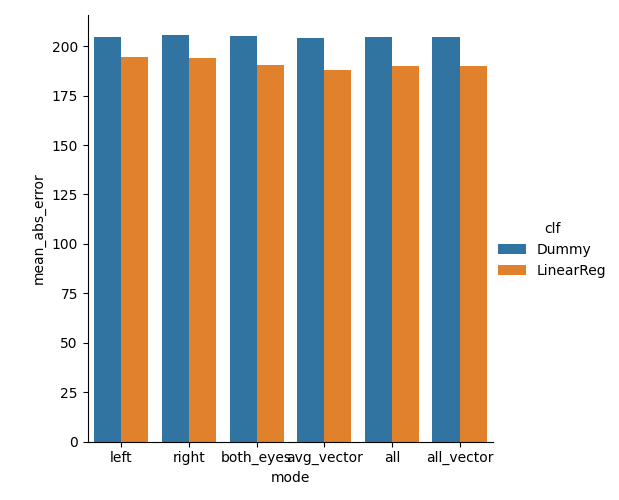 200
175
150
125
100
75
50
25
0
mean_abs_error
left right both_eyes avg_vector all all_vector
mode
clf
Dummy
LinearReg